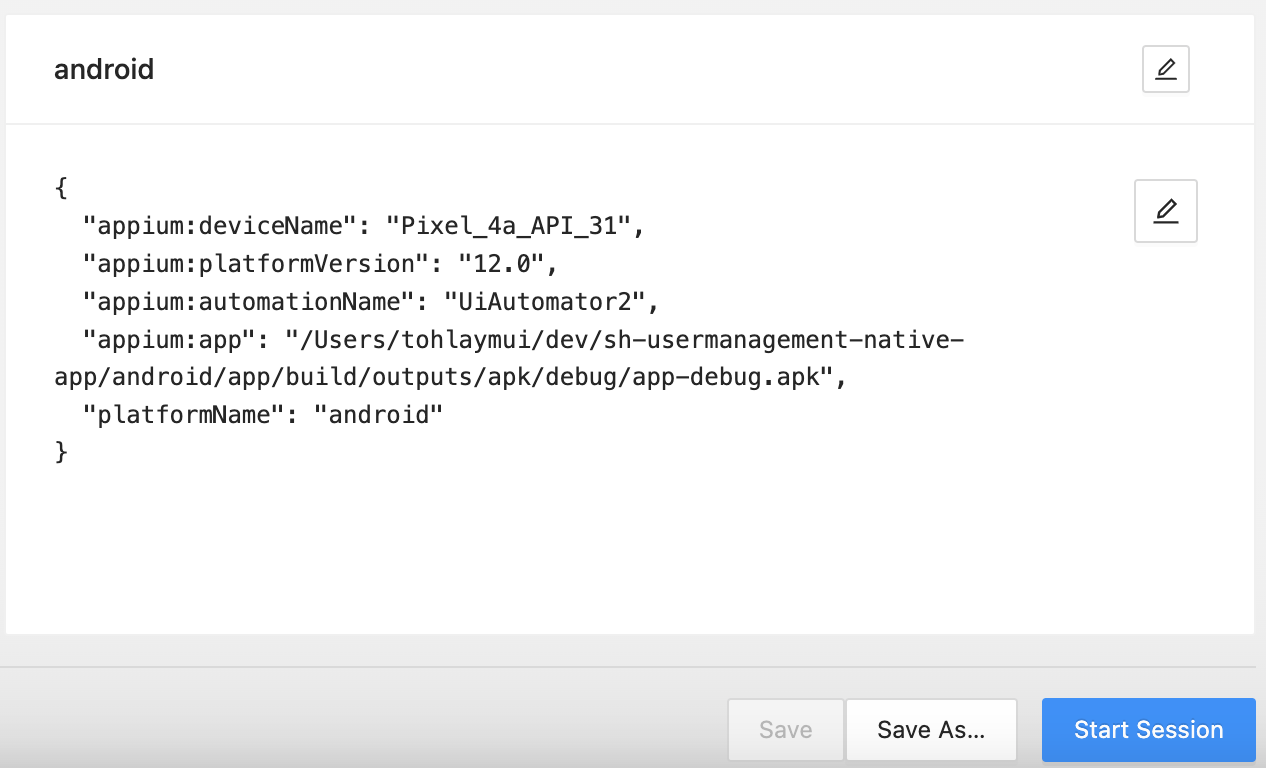 android
{
  "appium:deviceName": "Pixel_4a_API_31",
  "appium:platformVersion": "12.0",
  "appium:automationName": "UiAutomator2",
  "appium:app": "/Users/tohlaymui/dev/sh-usermanagement-native-
app/android/app/build/outputs/apk/debug/app-debug.apk",
  "platformName": "android"
}
Save
Save As...
Start Session